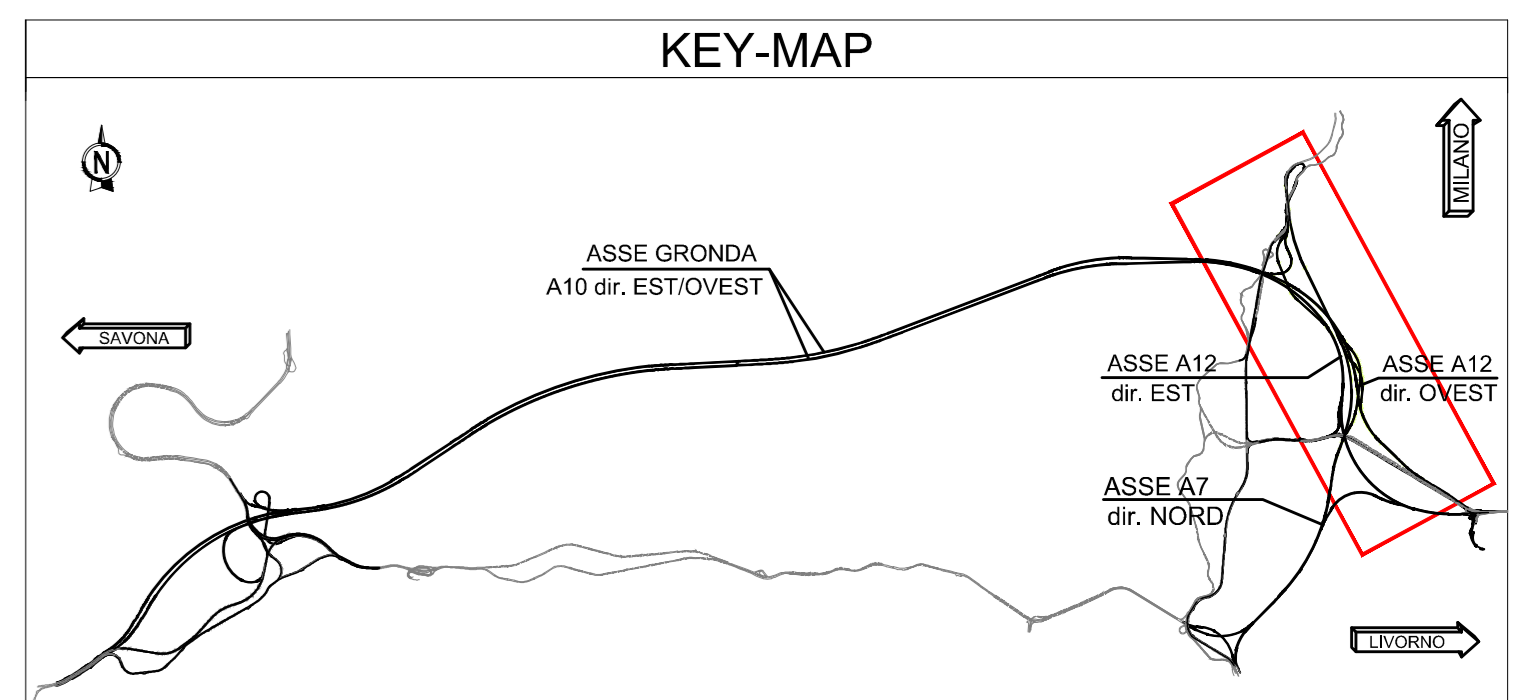 KEY-MAP
N
MILANO
ASSE GRONDA
A10 dir. EST/OVEST
SAVONA
ASSE A12
dir. EST
ASSE A12
dir. OVEST
ASSE A7
dir. NORD
LIVORNO